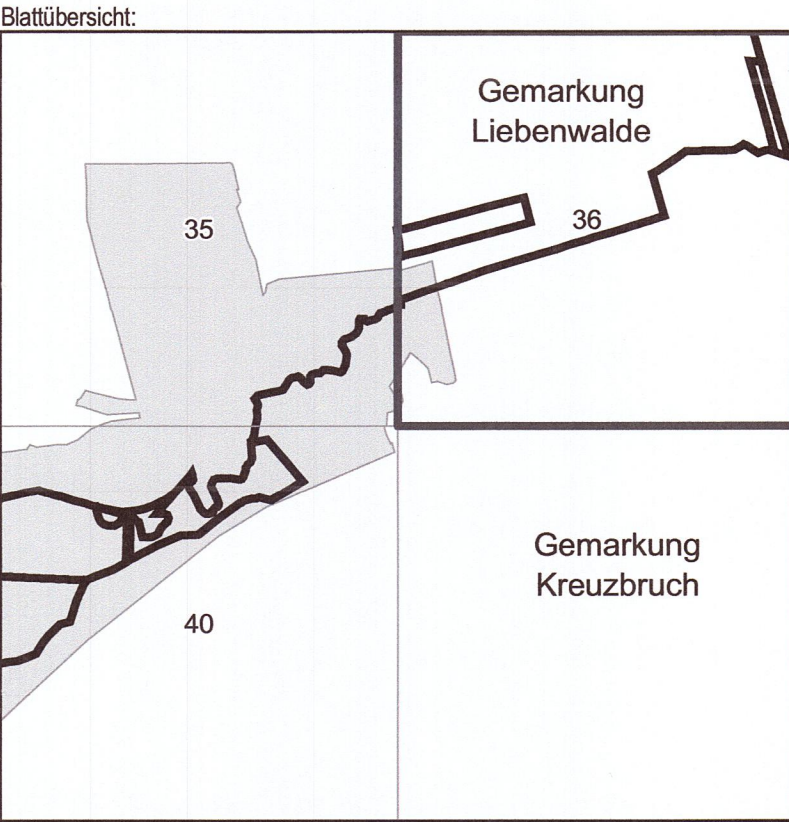 Blattübersicht:
Gemarkung
Liebenwalde
35
36
Gemarkung
Kreuzbruch
40